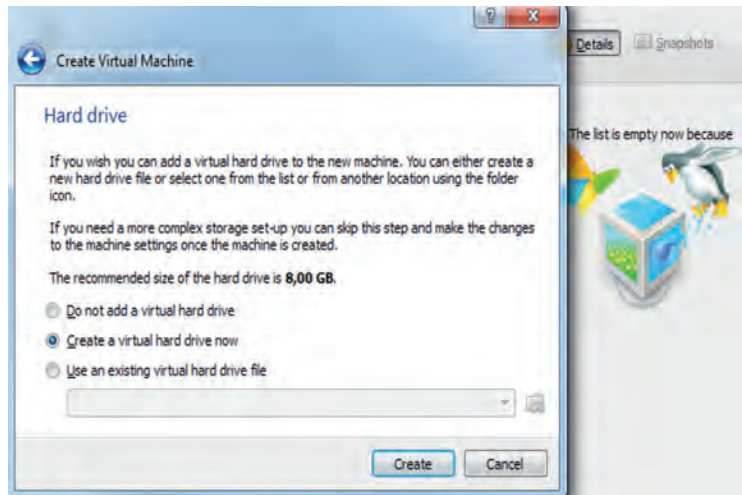 ?
X
Details
Snapshots
Create Virtual Machine
Hard drive
The list is empty now because
If you wish you can add a virtual hard drive to the new machine. You can either create a
new hard drive file or select one from the list or from another location using the folder
icon.
If you need a more complex storage set-up you can skip this step and make the changes
to the machine settings once the machine is created.
The recommended size of the hard drive is 8,00 GB.
Do not add a virtual hard drive
Create a virtual hard drive now
Use an existing virtual hard drive file
Create
Cancel